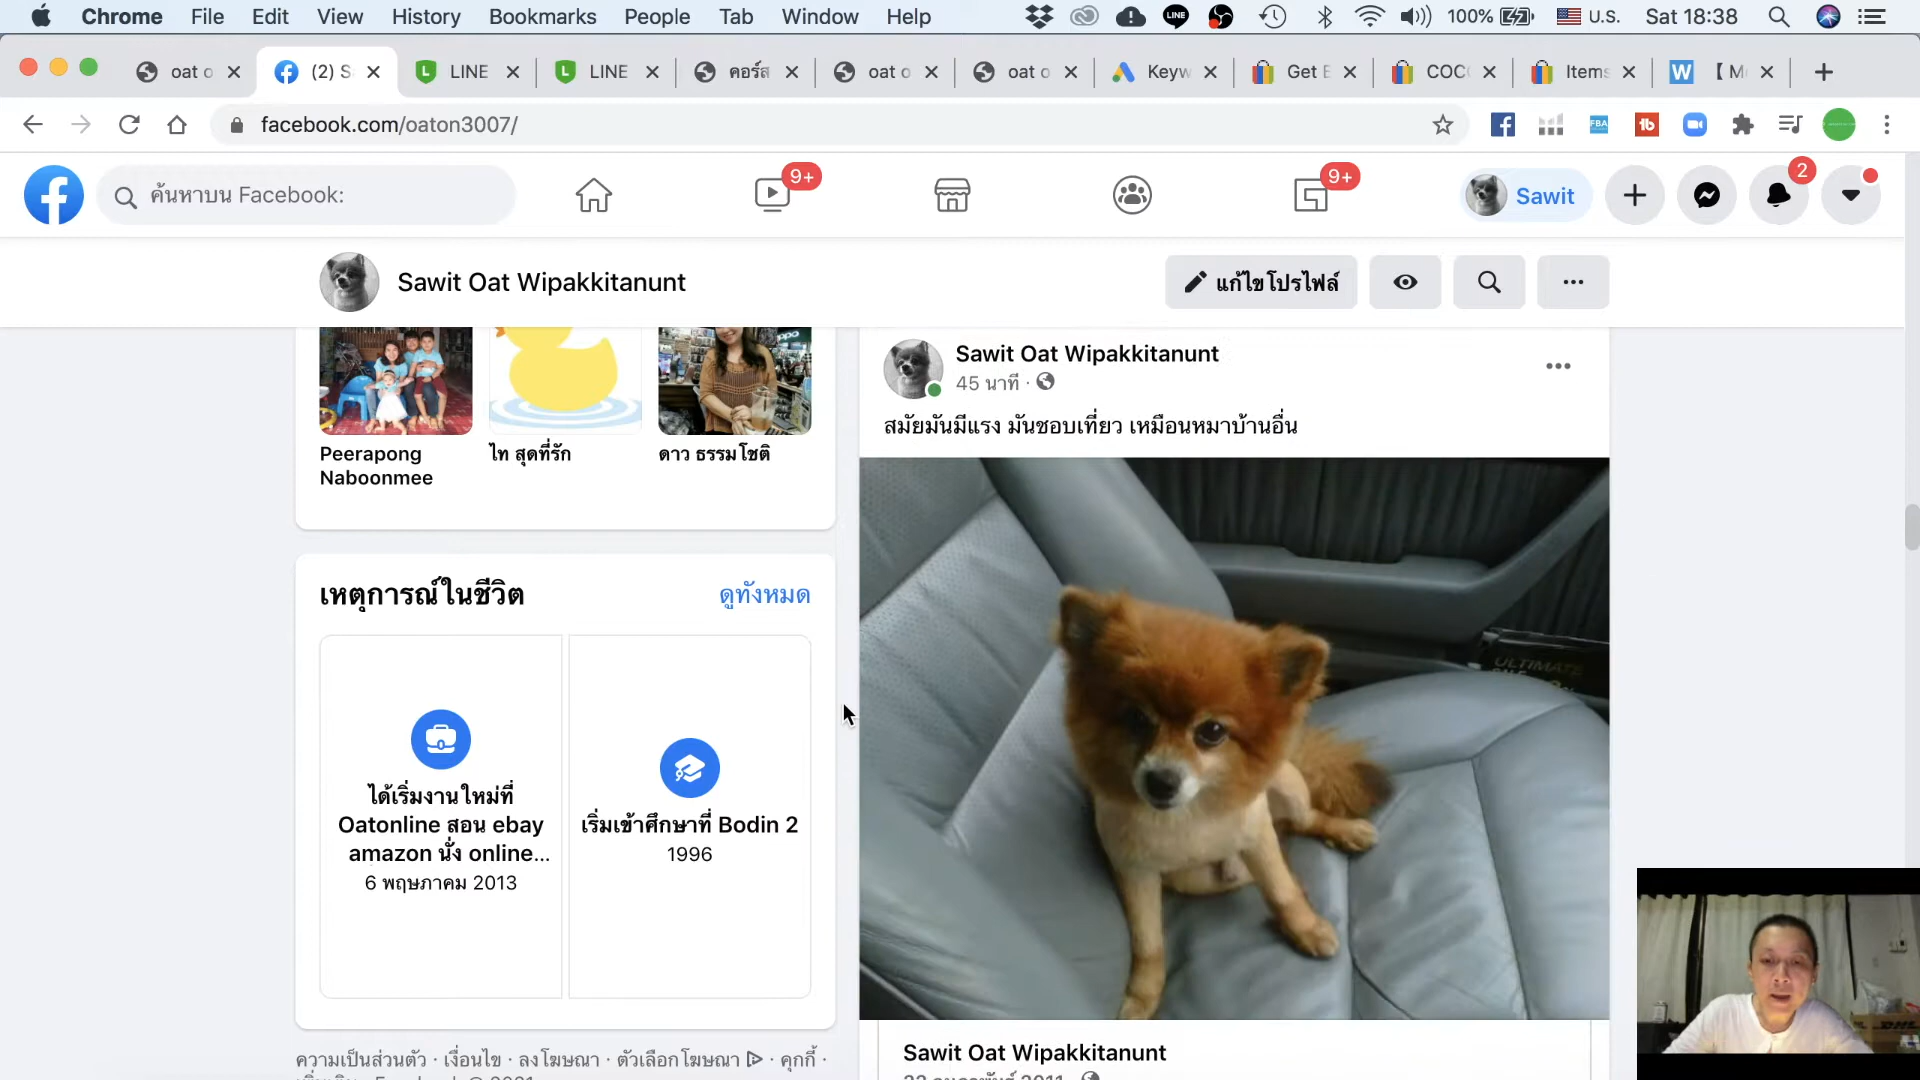 Chrome File Edit View History Bookmarks People Tab Window Help
LINE
100% U.S. Sat 18:38
oat o
(2) S
LINE
LINE
คอร์ส
oat o
oat o
Keyw
Get E
COC
Items
【 M
facebook.com/oaton3007/
FBA
ค้นหาบน Facebook:
9+
9+
Sawit
2
Sawit Oat Wipakkitanunt
แก้ไขโปรไฟล์
Peerapong
Naboonmee
ไท สุดที่รัก
ดาว ธรรมโชติ
เหตุการณ์ในชีวิต
ดูทั้งหมด
ได้เริ่มงานใหม่ที่
Oatonline สอน ebay
amazon นั่ง online...
6 พฤษภาคม 2013
เริ่มเข้าศึกษาที่ Bodin 2
1996
ความเป็นส่วนตัว · เงื่อนไข · ลงโฆษณา · ตัวเลือกโฆษณา · คุกกี้ ·
Sawit Oat Wipakkitanunt
45 นาที ·
สมัยมันมีแรง มันชอบเที่ยว เหมือนหมาบ้านอื่น
ULTIMATE
Sawit Oat Wipakkitanunt
DHL